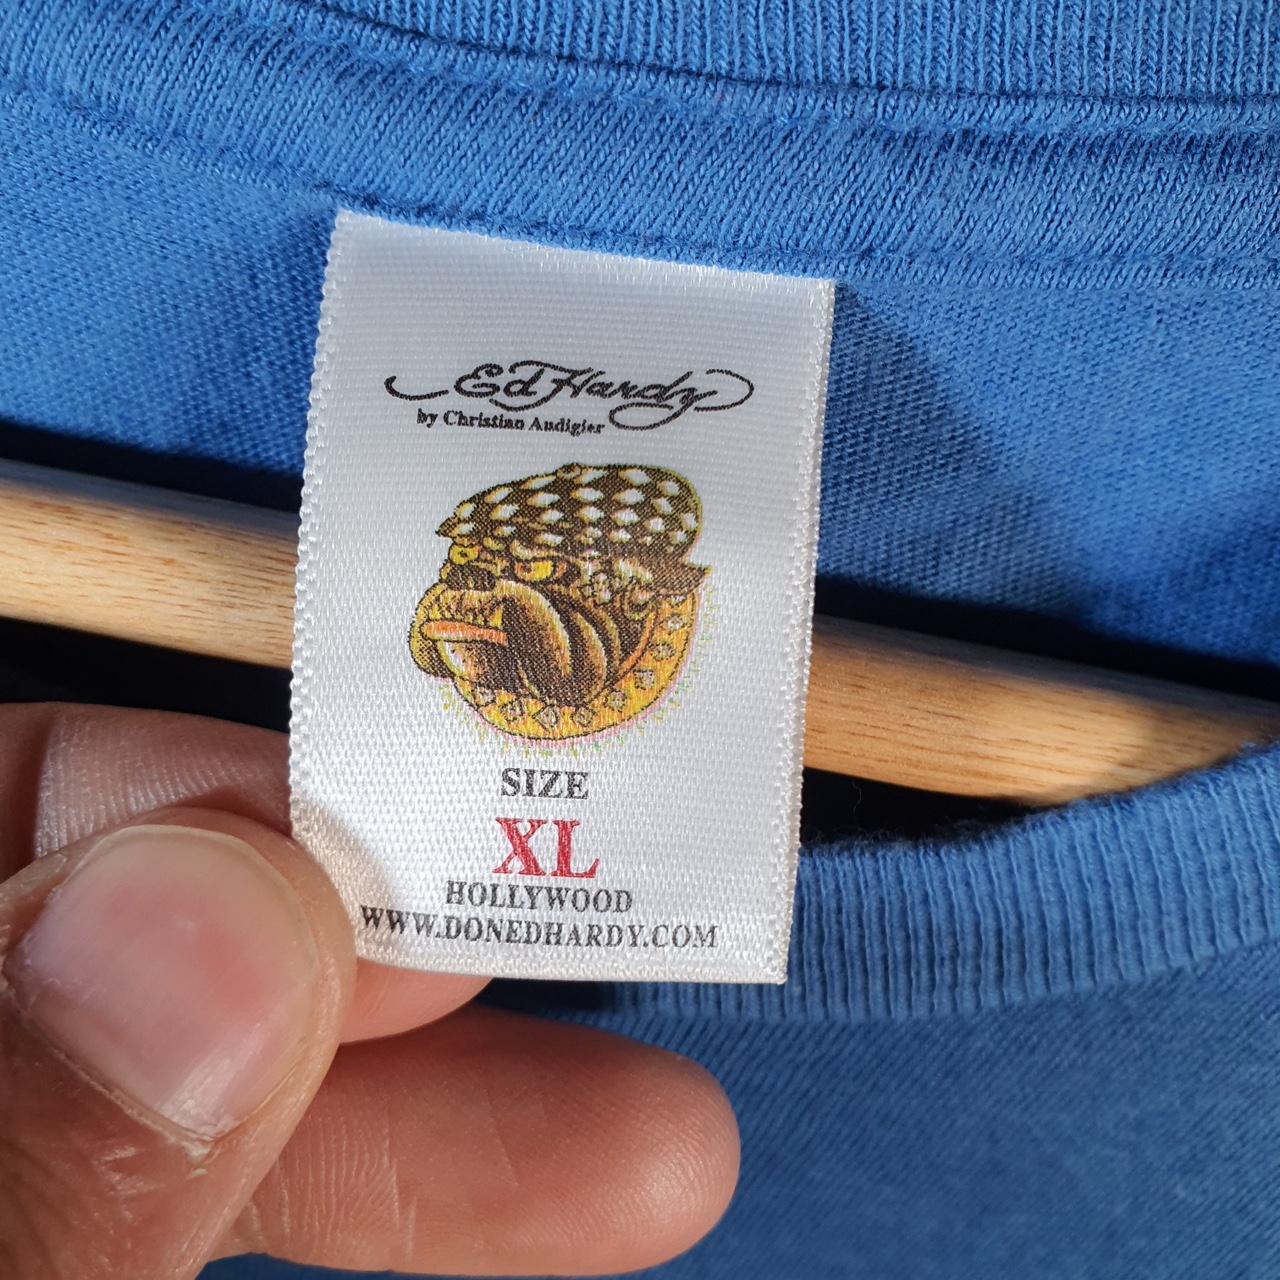 Ed Hardy
by Christian Audigier
SIZE
XL
HOLLYWOOD
WWW.DONEDHARDY.COM